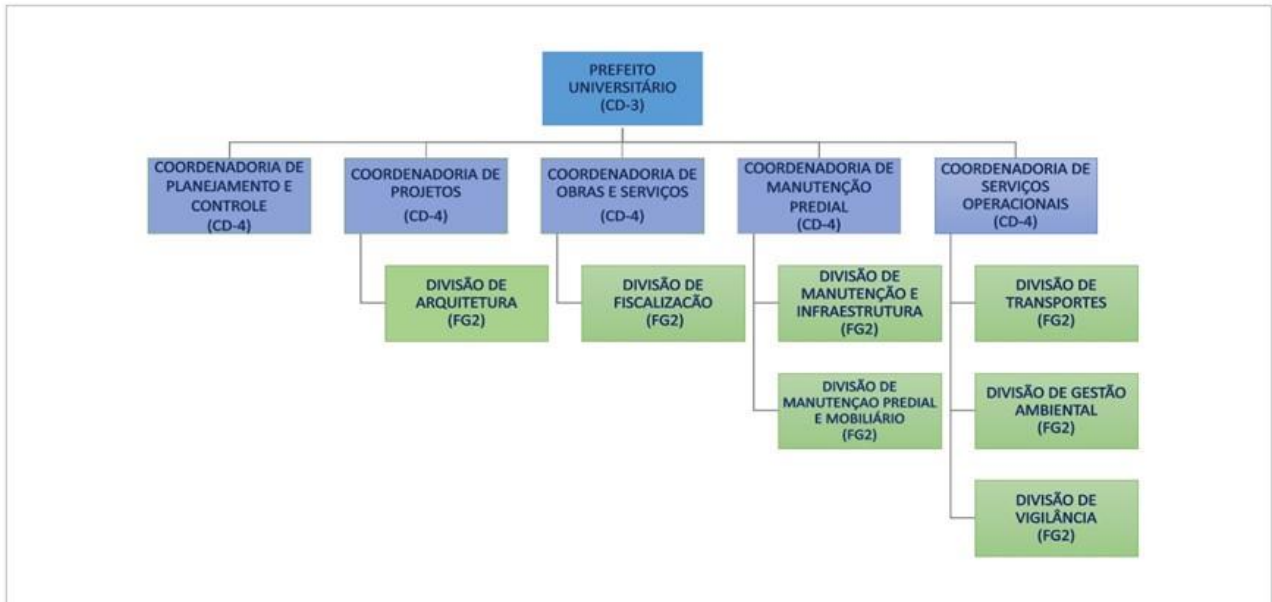 PREFEITO
UNIVERSITÁRIO
(CD-3)
COORDENADORIA DE
PLANEJAMENTO E
CONTROLE
(CD-4)
COORDENADORIA DE
PROJETOS
(CD-4)
COORDENADORIA DE
OBRAS E SERVIÇOS
(CD-4)
COORDENADORIA DE
MANUTENÇÃO
PREDIAL
(CD-4)
COORDENADORIA DE
SERVIÇOS
OPERACIONAIS
(CD-4)
DIVISÃO DE
ARQUITETURA
(FG2)
DIVISÃO DE
FISCALIZACÃO
(FG2)
DIVISÃO DE
MANUTENÇÃO E
INFRAESTRUTURA
(FG2)
DIVISÃO DE
TRANSPORTES
(FG2)
DIVISÃO DE
MANUTENÇAO PREDIAL
E MOBILIÁRIO
(FG2)
DIVISÃO DE GESTÃO
AMBIENTAL
(FG2)
DIVISÃO DE
VIGILÂNCIA
(FG2)